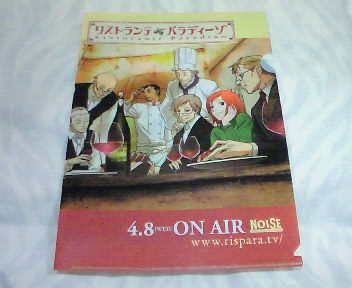 リストランテ パラディーゾ
Ristorante Paradiso
4.8 [WED] ON AIR NOISE
www.rispara.tv/